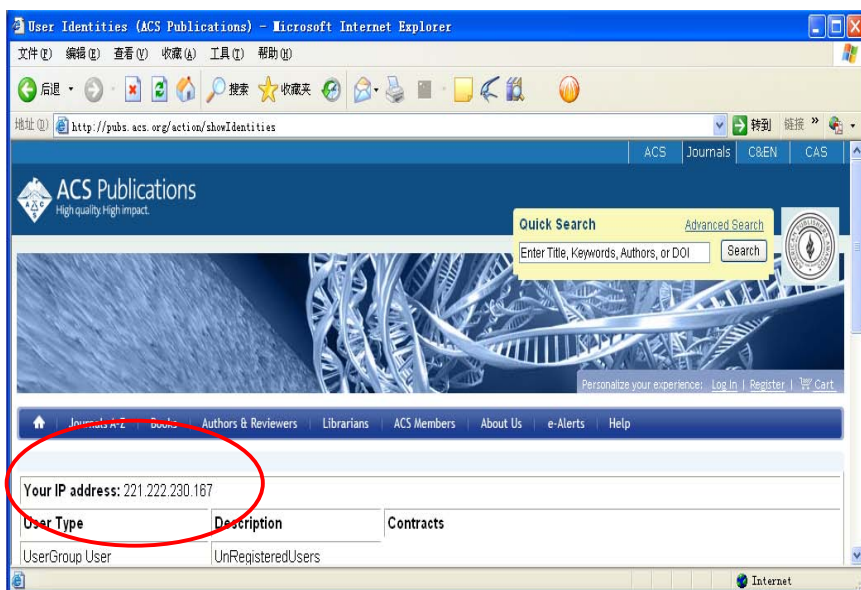 User Identities (ACS Publications) - Microsoft Internet Explorer
文件(F) 编辑(E) 查看(V) 收藏(A) 工具(T) 帮助(H)
后退 搜索 收藏夹
地址(D) http://pubs.acs.org/action/showIdentities 转到 链接 »
ACS Journals C&EN CAS
ACS Publications
High quality. High impact.
Quick Search Advanced Search
Enter Title, Keywords, Authors, or DOI Search
Personalize your experience: Log In | Register | Cart
Journals A-Z Books Authors & Reviewers Librarians ACS Members About Us e-Alerts Help
Your IP address: 221.222.230.167
User Type Description Contracts
UserGroup User UnRegisteredUsers
Internet